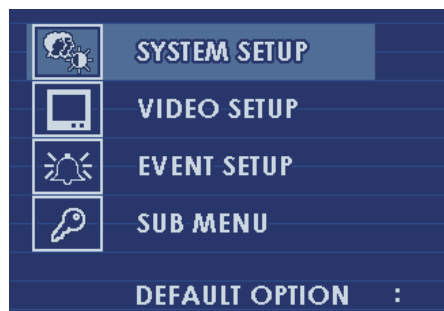 SYSTEM SETUP
VIDEO SETUP
EVENT SETUP
SUB MENU
DEFAULT OPTION :